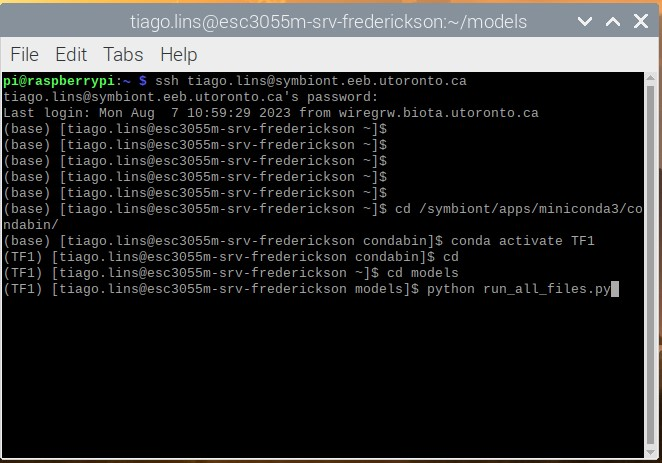 tiago.lins@esc3055m-srv-frederickson:~/models
File Edit Tabs Help
pi@raspberrypi:~ $ ssh tiago.lins@symbiont.eeb.utoronto.ca
tiago.lins@symbiont.eeb.utoronto.ca's password:
Last login: Mon Aug  7 10:59:29 2023 from wiregrw.biota.utoronto.ca
(base) [tiago.lins@esc3055m-srv-frederickson ~]$
(base) [tiago.lins@esc3055m-srv-frederickson ~]$
(base) [tiago.lins@esc3055m-srv-frederickson ~]$
(base) [tiago.lins@esc3055m-srv-frederickson ~]$
(base) [tiago.lins@esc3055m-srv-frederickson ~]$
(base) [tiago.lins@esc3055m-srv-frederickson ~]$ cd /symbiont/apps/miniconda3/co
ndabin/
(base) [tiago.lins@esc3055m-srv-frederickson condabin]$ conda activate TF1
(TF1) [tiago.lins@esc3055m-srv-frederickson condabin]$ cd
(TF1) [tiago.lins@esc3055m-srv-frederickson ~]$ cd models
(TF1) [tiago.lins@esc3055m-srv-frederickson models]$ python run_all_files.py